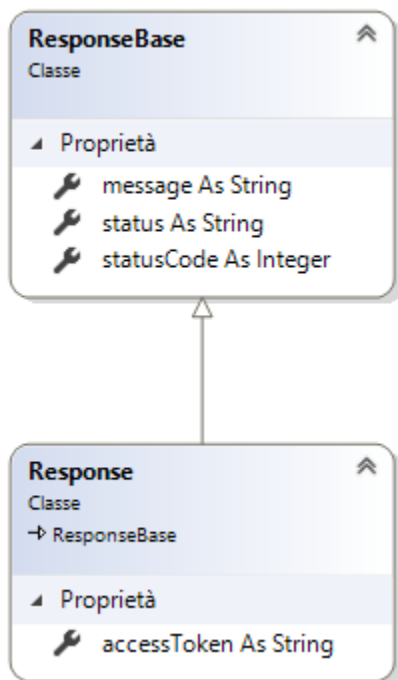 ResponseBase
Classe
Proprietà
message As String
status As String
statusCode As Integer
Response
Classe
ResponseBase
Proprietà
accessToken As String